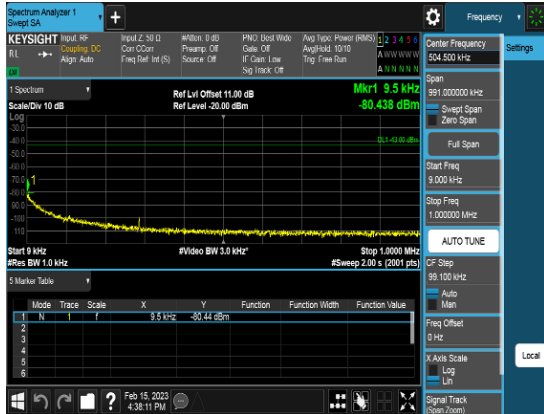 Spectrum Analyzer 1
Swept SA
Frequency
KEYSIGHT
Input: RF
Input Z: 50 Ω
#Atten: 0 dB
PNO: Best Wide
Avg Type: Power (RMS)
1 2 3 4 5 6
RL
Coupling: DC
Corr CCorr
Preamp: Off
Gate: Off
Avg|Hold: 10/10
A W W W W W
Align: Auto
Freq Ref: Int (S)
Source: Off
IF Gain: Low
Trig: Free Run
Sig Track: Off
A N N N N N
1 Spectrum
Ref Lvl Offset 11.00 dB
Mkr1 9.5 kHz
Scale/Div 10 dB
Ref Level -20.00 dBm
-80.438 dBm
Log
-30.0
-40.0
DL1 -43.00 dBm
-50.0
-60.0
-70.0
1
-80.0
-90.0
-100
-110
Start 9 kHz
#Video BW 3.0 kHz*
Stop 1.0000 MHz
#Res BW 1.0 kHz
#Sweep 2.00 s (2001 pts)
5 Marker Table
Mode Trace Scale X Y Function Function Width Function Value
1 N 1 f 9.5 kHz -80.44 dBm
2
3
4
5
6
Feb 15, 2023
4:38:11 PM
Center Frequency
504.500 kHz
Settings
Span
991.000000 kHz
Swept Span
Zero Span
Full Span
Start Freq
9.000 kHz
Stop Freq
1.000000 MHz
AUTO TUNE
CF Step
99.100 kHz
Auto
Man
Freq Offset
0 Hz
X Axis Scale
Log
Lin
Local
Signal Track
(Span Zoom)